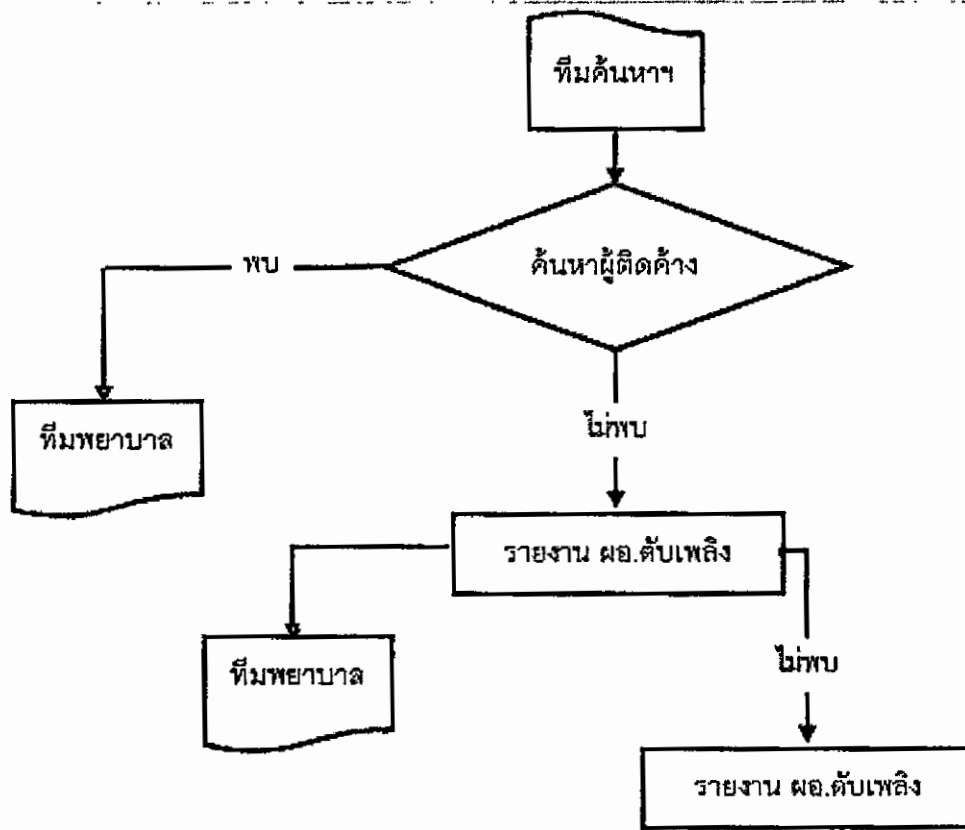 ทีมค้นหาฯ
ค้นหาผู้ติดค้าง
พบ
ทีมพยาบาล
ไม่พบ
รายงาน ผอ.ดับเพลิง
ทีมพยาบาล
ไม่พบ
รายงาน ผอ.ดับเพลิง